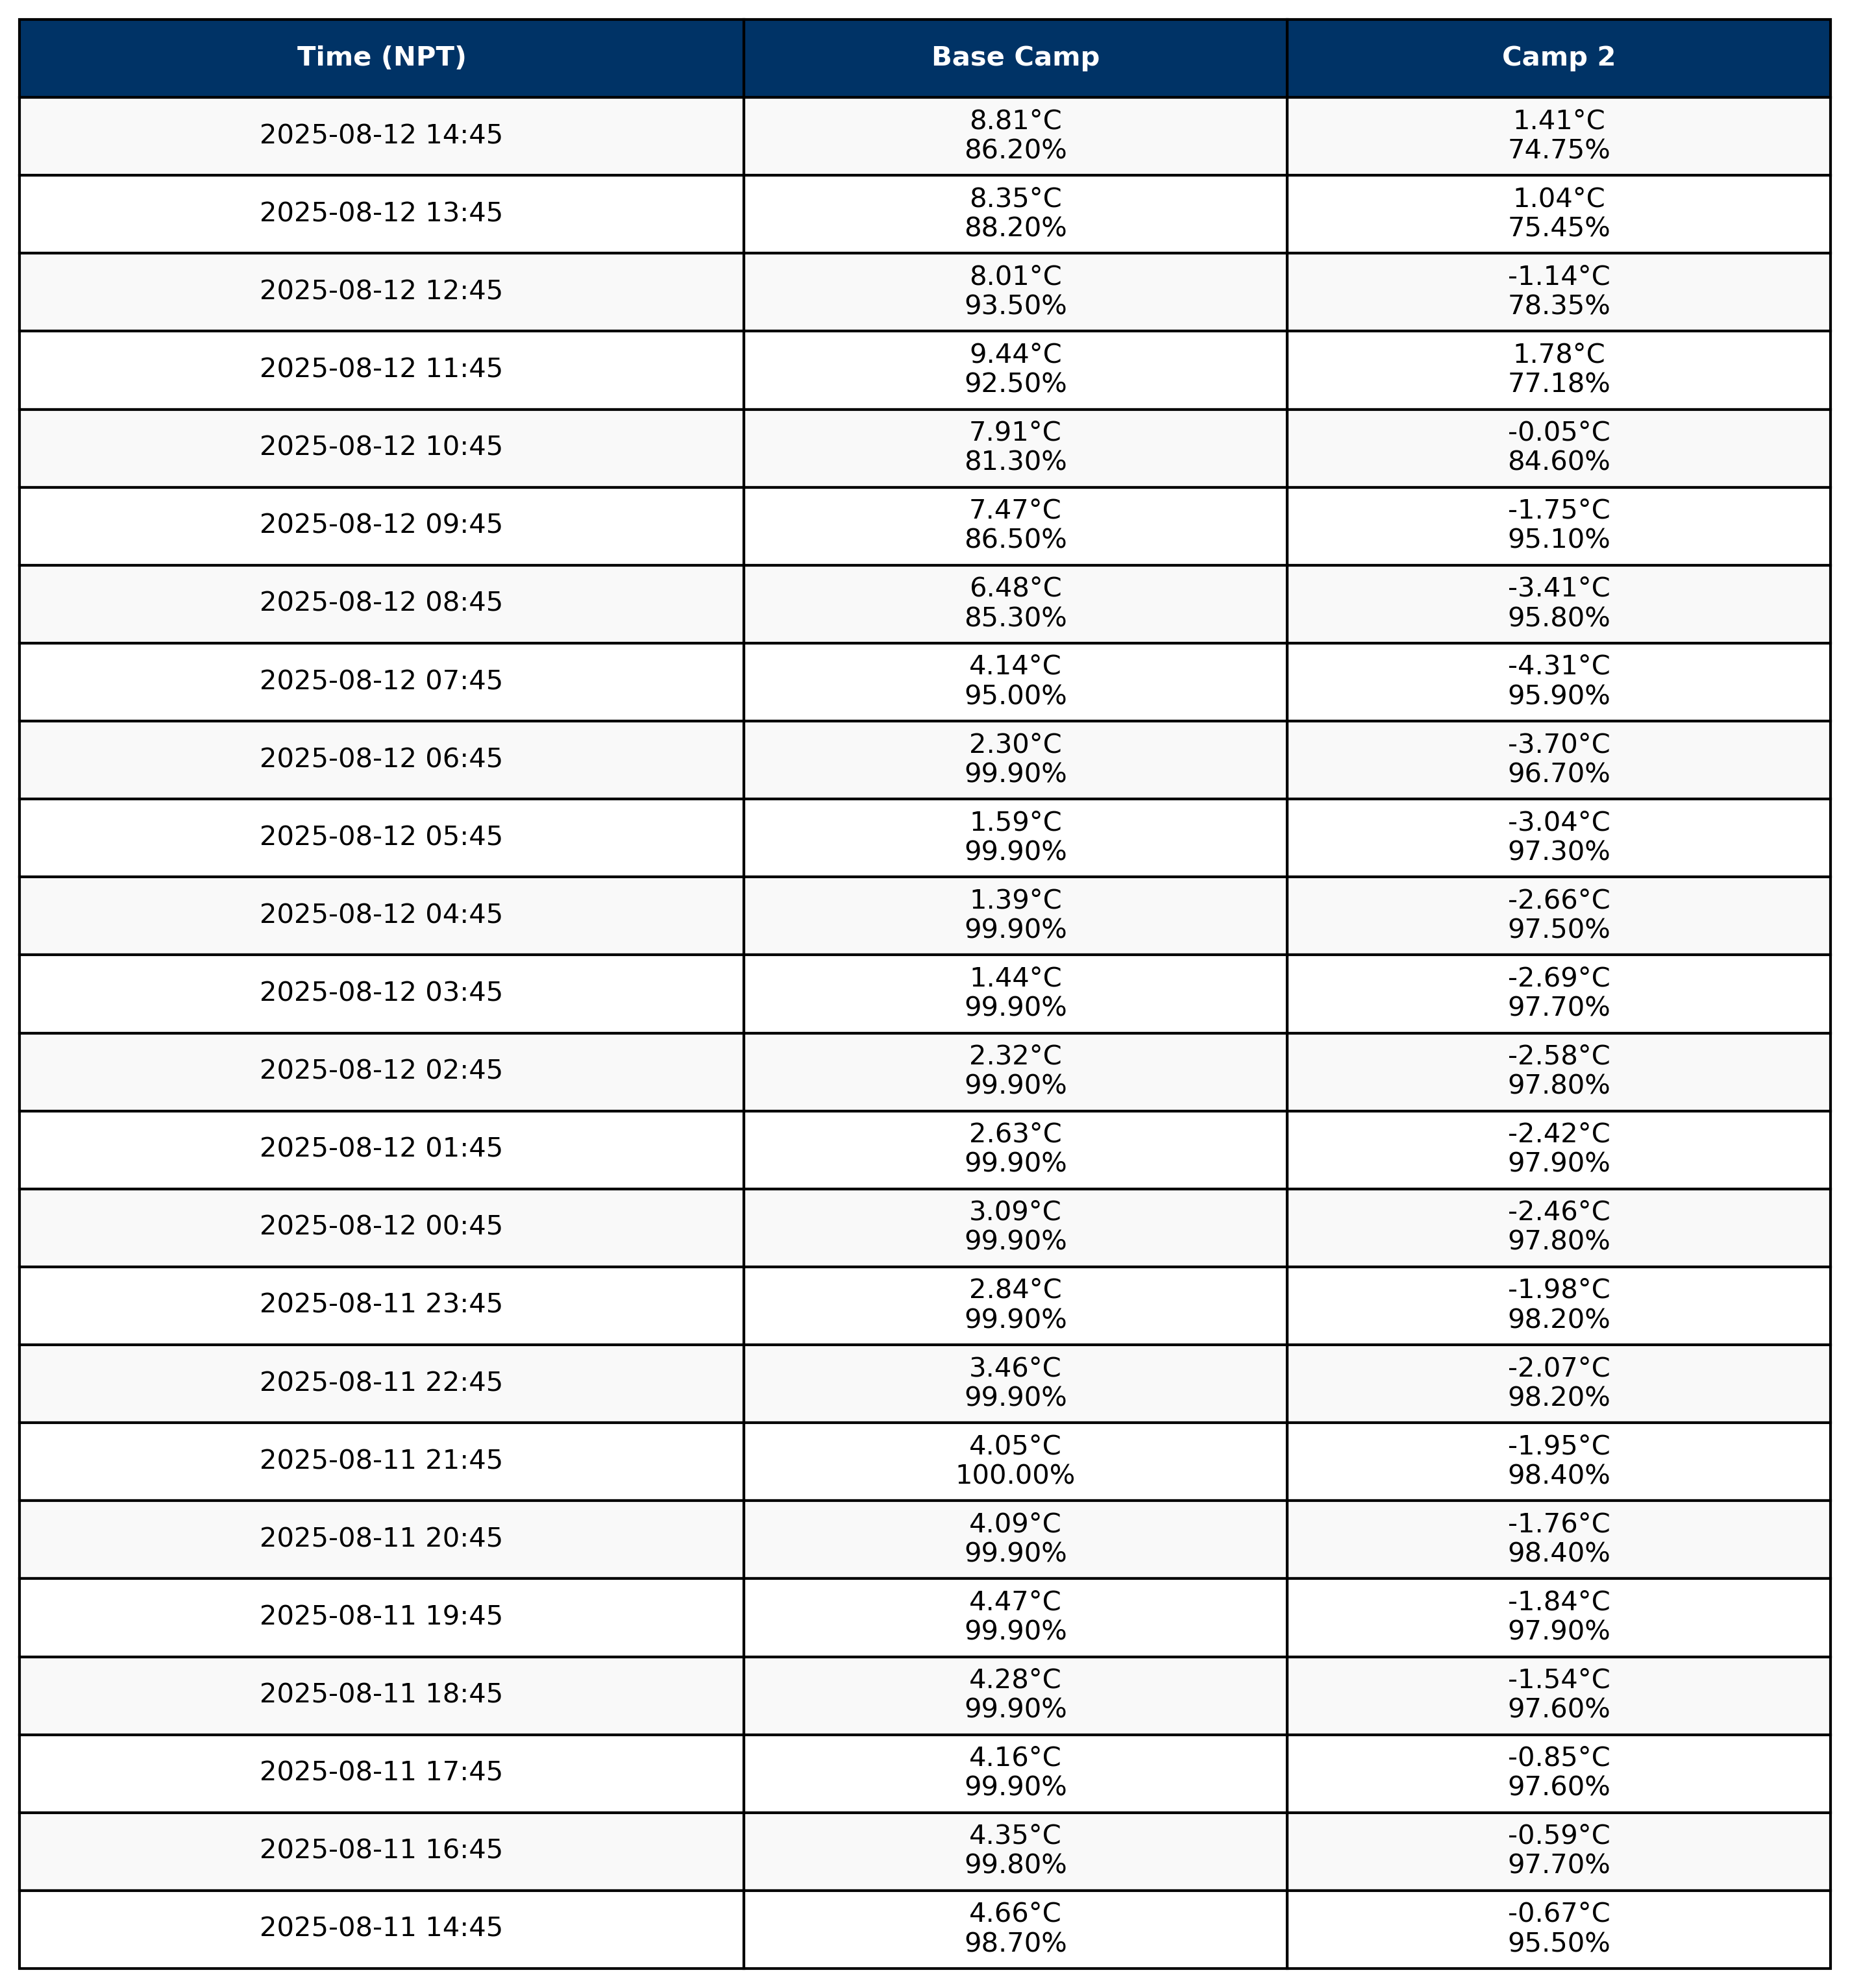 Time (NPT) Base Camp Camp 2
8.81°C 1.41°C
2025-08-12 14:45
86.20% 74.75%
8.35°C 1.04°C
2025-08-12 13:45
88.20% 75.45%
8.01°C -1.14°C
2025-08-12 12:45
93.50% 78.35%
9.44°C 1.78°C
2025-08-12 11:45
92.50% 77.18%
7.91°C -0.05°C
2025-08-12 10:45
81.30% 84.60%
7.47°C -1.75°C
2025-08-12 09:45
86.50% 95.10%
6.48°C -3.41°C
2025-08-12 08:45
85.30% 95.80%
4.14°C -4.31°C
2025-08-12 07:45
95.00% 95.90%
2.30°C -3.70°C
2025-08-12 06:45
99.90% 96.70%
1.59°C -3.04°C
2025-08-12 05:45
99.90% 97.30%
1.39°C -2.66°C
2025-08-12 04:45
99.90% 97.50%
1.44°C -2.69°C
2025-08-12 03:45
99.90% 97.70%
2.32°C -2.58°C
2025-08-12 02:45
99.90% 97.80%
2.63°C -2.42°C
2025-08-12 01:45
99.90% 97.90%
3.09°C -2.46°C
2025-08-12 00:45
99.90% 97.80%
2.84°C -1.98°C
2025-08-11 23:45
99.90% 98.20%
3.46°C -2.07°C
2025-08-11 22:45
99.90% 98.20%
4.05°C -1.95°C
2025-08-11 21:45
100.00% 98.40%
4.09°C -1.76°C
2025-08-11 20:45
99.90% 98.40%
4.47°C -1.84°C
2025-08-11 19:45
99.90% 97.90%
4.28°C -1.54°C
2025-08-11 18:45
99.90% 97.60%
4.16°C -0.85°C
2025-08-11 17:45
99.90% 97.60%
4.35°C -0.59°C
2025-08-11 16:45
99.80% 97.70%
4.66°C -0.67°C
2025-08-11 14:45
98.70% 95.50%